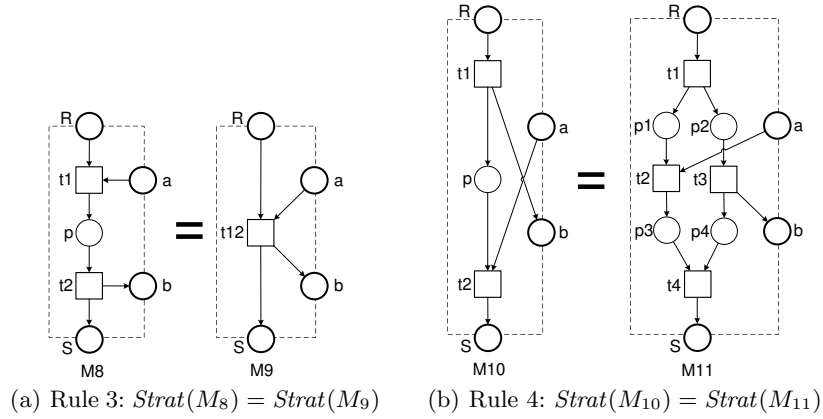 R
t1
a
p
t2
b
S
M8
=
R
a
t12
b
S
M9
(a) Rule 3: Strat(M₈) = Strat(M₉)
R
t1
a
p
b
t2
S
M10
=
R
t1
p1
p2
a
t2
t3
p3
p4
b
t4
S
M11
(b) Rule 4: Strat(M₁₀) = Strat(M₁₁)